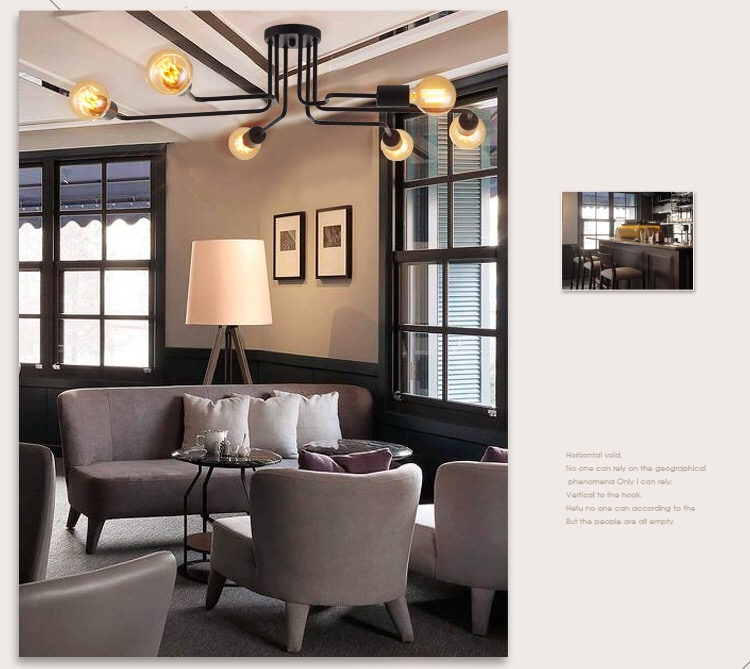 Horizontal void.
No one can rely on the geographical
phenomena Only I can rely.
Vertical to the hook.
Hetu no one can according to the
But the people are all empty.